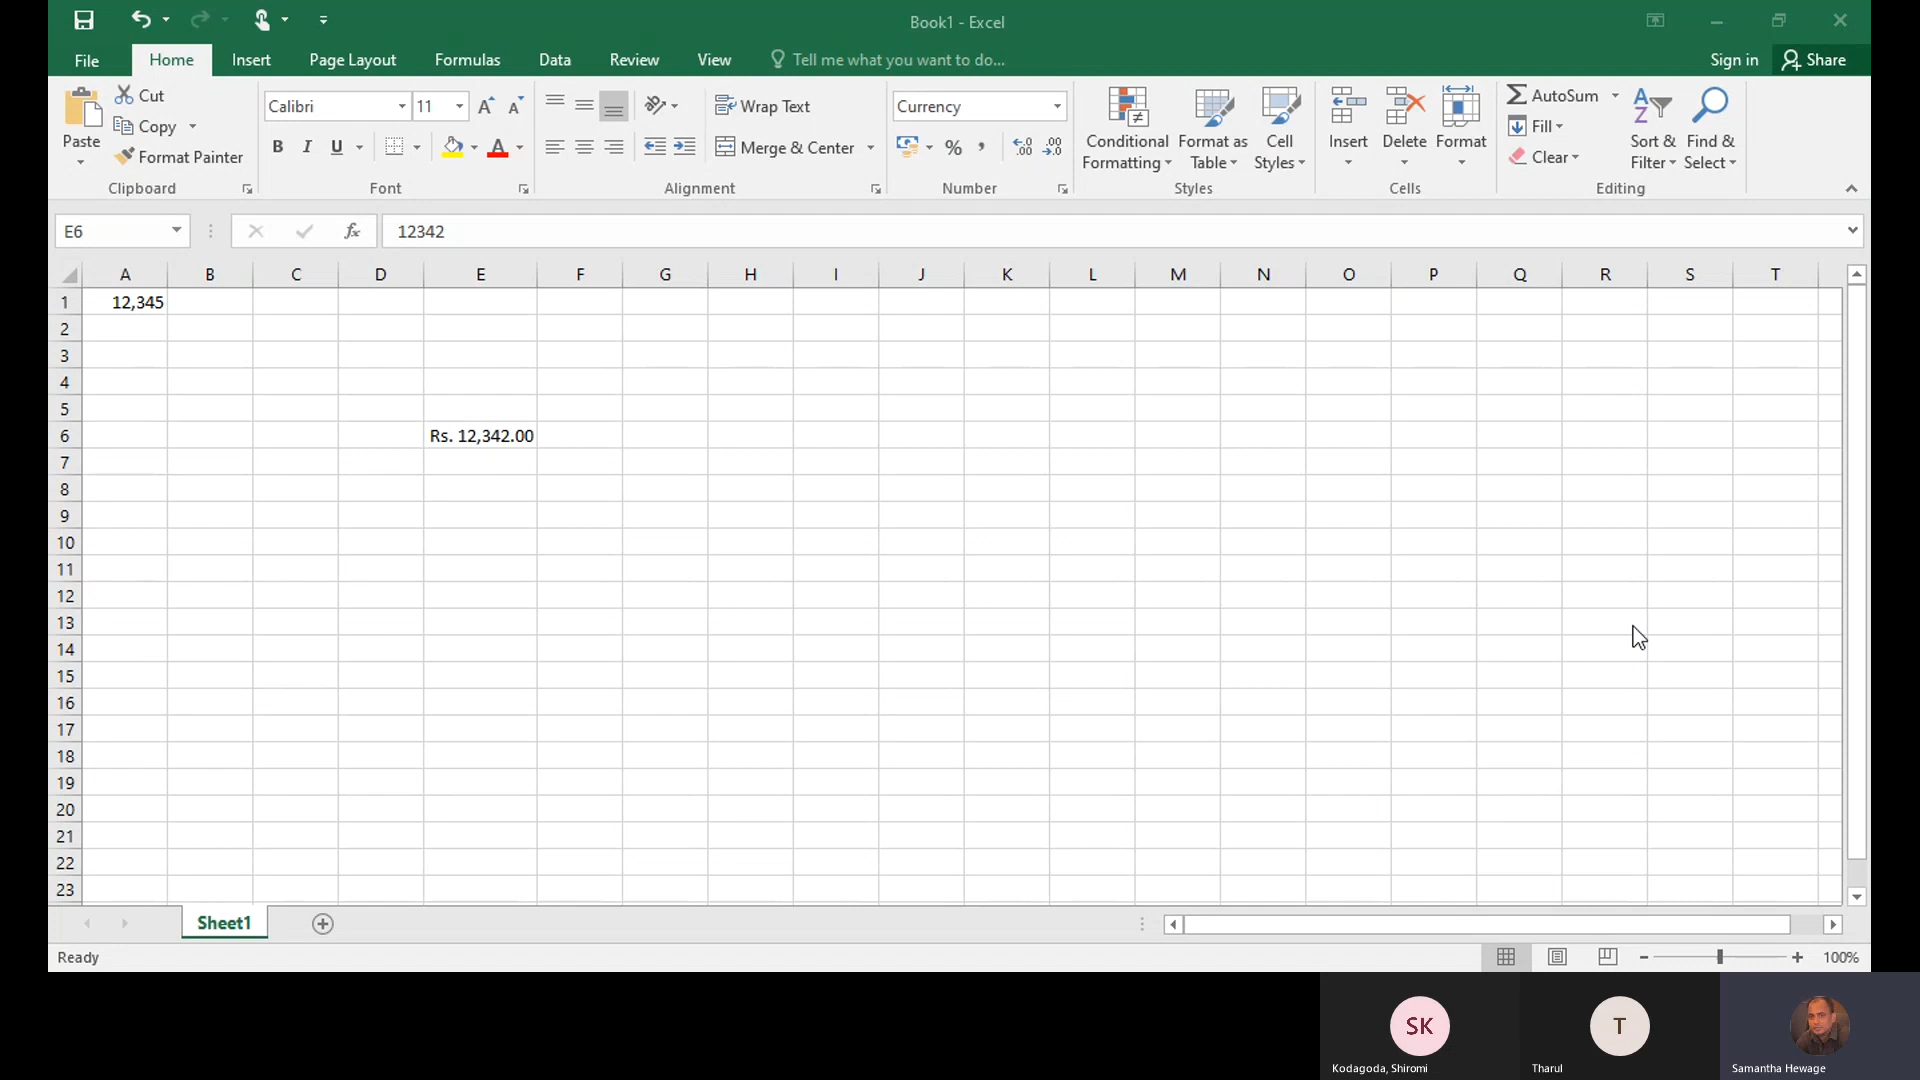 Book1 - Excel
File Home Insert Page Layout Formulas Data Review View Tell me what you want to do... Sign in Share
Paste
Cut
Copy
Format Painter
Clipboard
Calibri 11 A A
B I U A
Font
Wrap Text
Merge & Center
Alignment
Currency
% , .00 .00
Number
Conditional Formatting
Format as Table
Cell Styles
Styles
Insert Delete Format
Cells
AutoSum
Fill
Clear
Sort & Filter
Find & Select
Editing
E6 fx 12342
A B C D E F G H I J K L M N O P Q R S T
1 12,345
2
3
4
5
6 Rs. 12,342.00
7
8
9
10
11
12
13
14
15
16
17
18
19
20
21
22
23
Sheet1
Ready 100%
SK T
Kodagoda, Shiromi Tharul Samantha Hewage